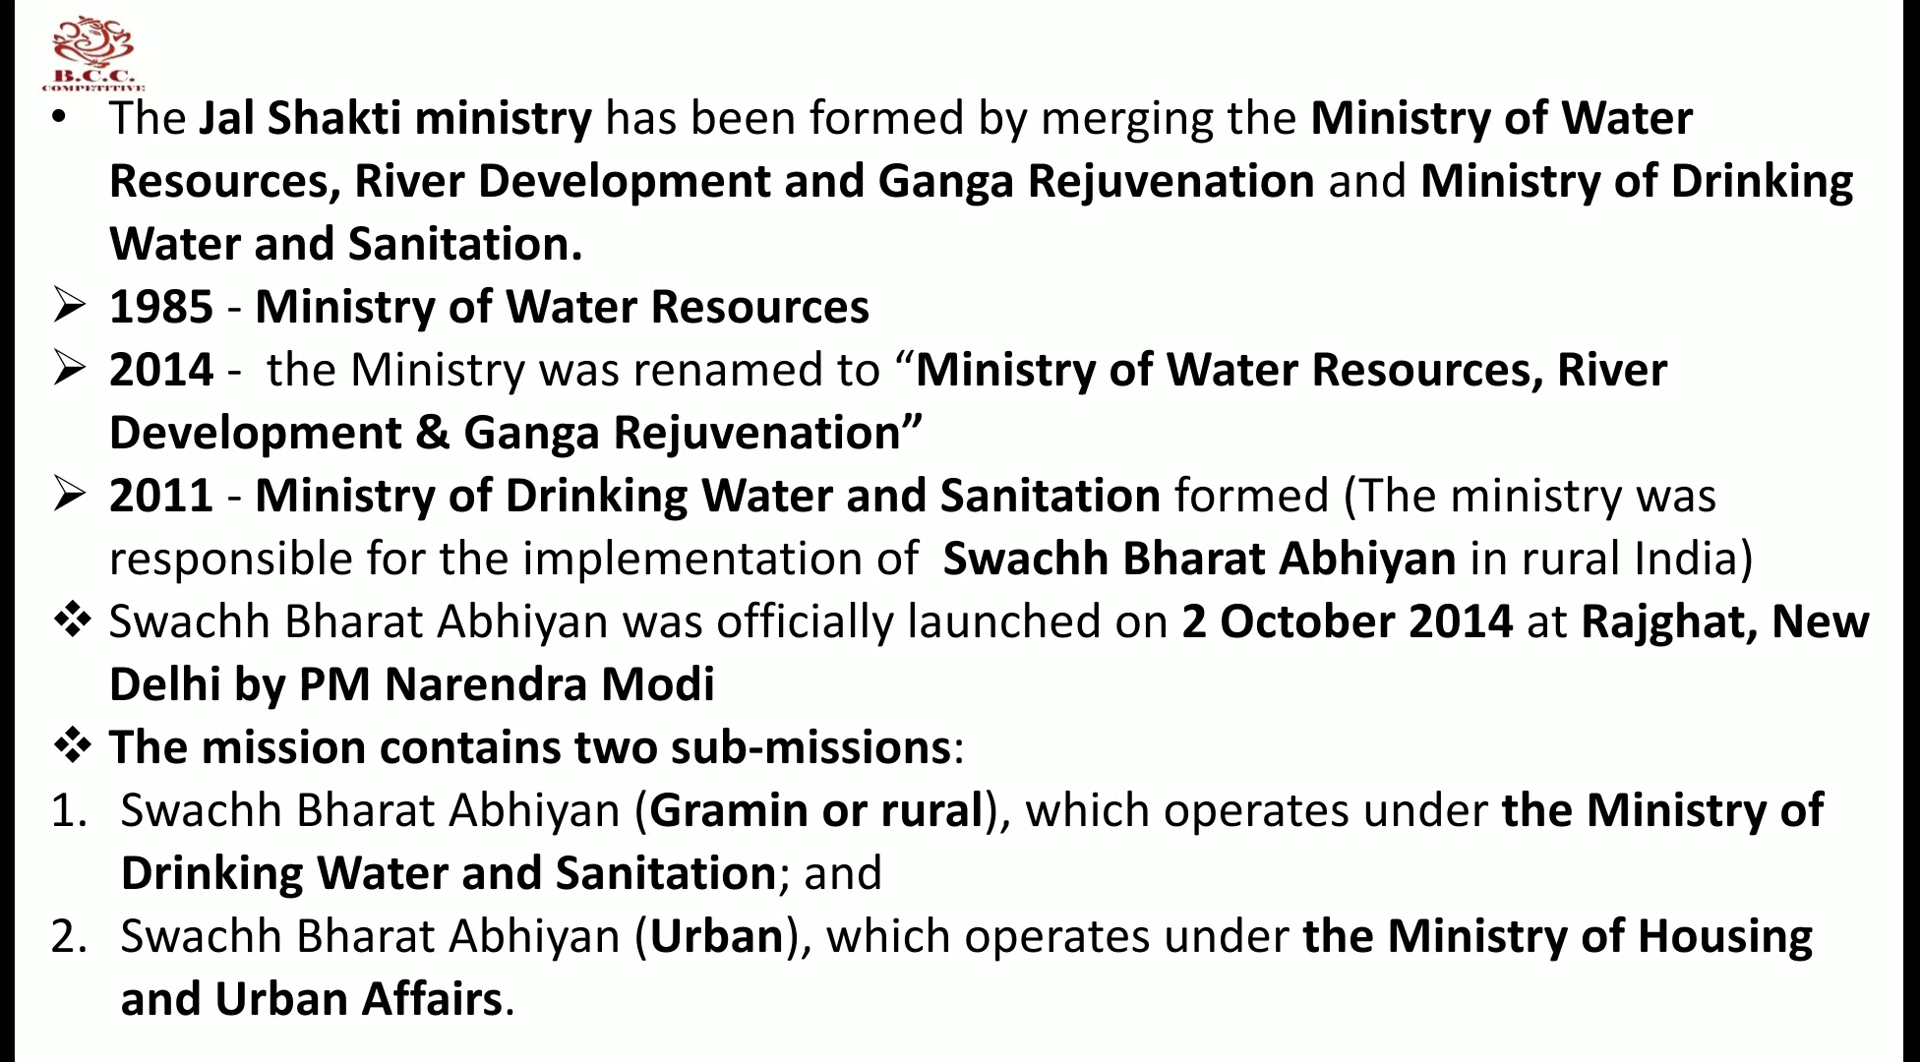 B.C.C.
COMPETITIVE
• The Jal Shakti ministry has been formed by merging the Ministry of Water
Resources, River Development and Ganga Rejuvenation and Ministry of Drinking
Water and Sanitation.
➢ 1985 - Ministry of Water Resources
➢ 2014 - the Ministry was renamed to “Ministry of Water Resources, River
Development & Ganga Rejuvenation”
➢ 2011 - Ministry of Drinking Water and Sanitation formed (The ministry was
responsible for the implementation of Swachh Bharat Abhiyan in rural India)
❖ Swachh Bharat Abhiyan was officially launched on 2 October 2014 at Rajghat, New
Delhi by PM Narendra Modi
❖ The mission contains two sub-missions:
1. Swachh Bharat Abhiyan (Gramin or rural), which operates under the Ministry of
Drinking Water and Sanitation; and
2. Swachh Bharat Abhiyan (Urban), which operates under the Ministry of Housing
and Urban Affairs.